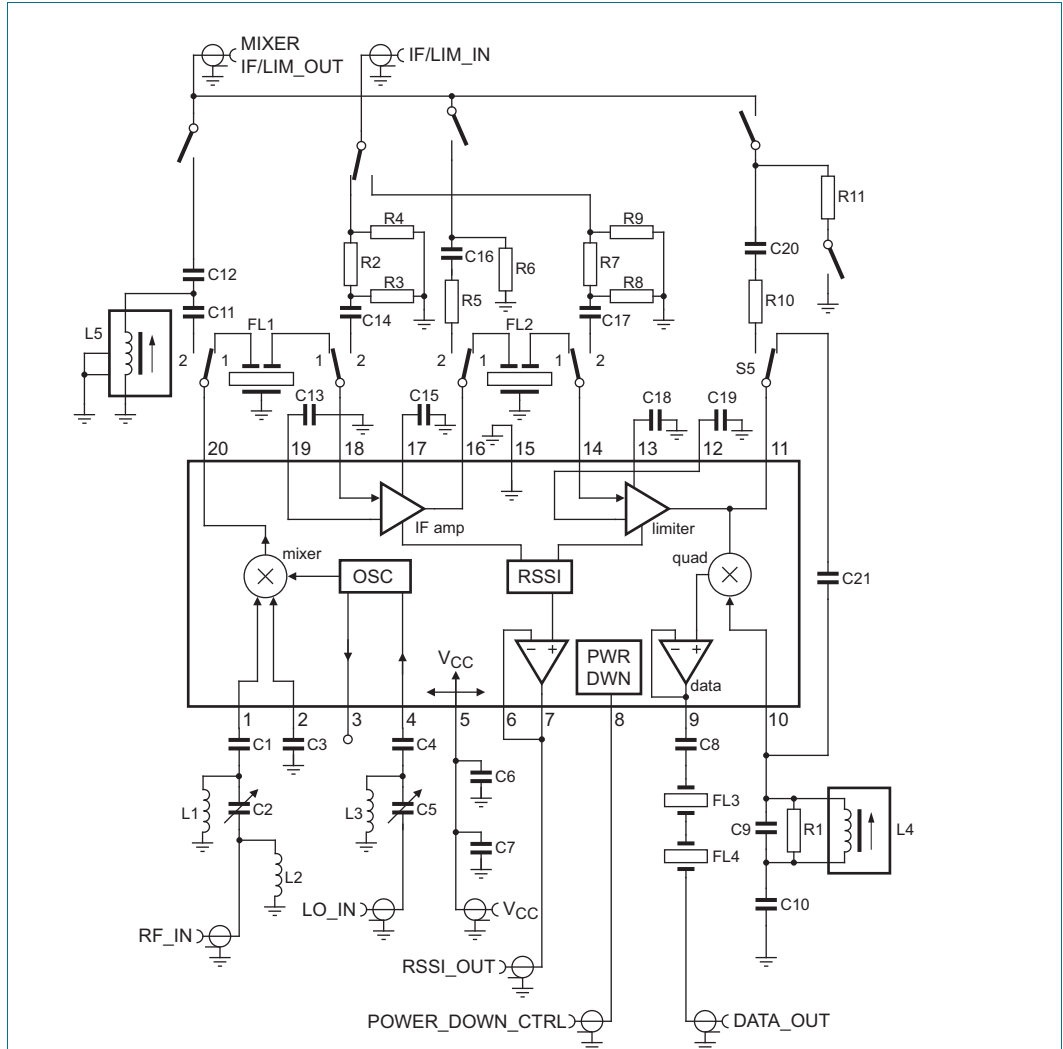 MIXER
IF/LIM_OUT
IF/LIM_IN
R11
R4
R9
C16
C20
R2
R6
R7
C12
R3
R5
R8
R10
C11
C14
C17
L5
FL1
FL2
2
1
1
2
2
1
1
2
S5
C13
C15
C18
C19
20
19
18
17
16
15
14
13
12
11
IF amp
limiter
mixer
quad
OSC
RSSI
C21
VCC
PWR
DWN
data
1
2
3
4
5
6
7
8
9
10
C1
C3
C4
C8
C6
L1
C2
L3
C5
FL3
C9
R1
L4
C7
FL4
L2
C10
LO_IN
VCC
RF_IN
RSSI_OUT
POWER_DOWN_CTRL
DATA_OUT